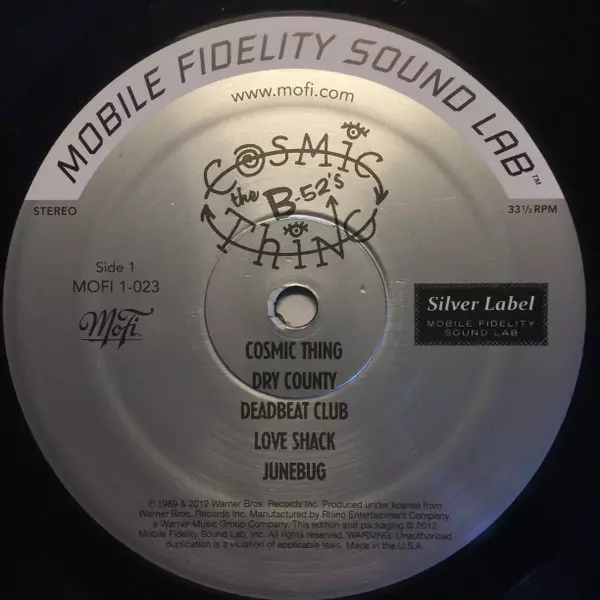 MOBILE FIDELITY SOUND LAB™
www.mofi.com
COSMIC
the B-52's
THING
STEREO
33 1/3 RPM
Side 1
MOFI 1-023
MoFi
Silver Label
MOBILE FIDELITY
SOUND LAB
COSMIC THING
DRY COUNTY
DEADBEAT CLUB
LOVE SHACK
JUNEBUG
℗ 1989 & 2012 Warner Bros. Records Inc. Produced under license from
Warner Bros. Records Inc. Manufactured by Rhino Entertainment Company,
a Warner Music Group Company. This edition and packaging © 2012
Mobile Fidelity Sound Lab, Inc. All rights reserved. WARNING: Unauthorized
duplication is a violation of applicable laws. Made in the U.S.A.